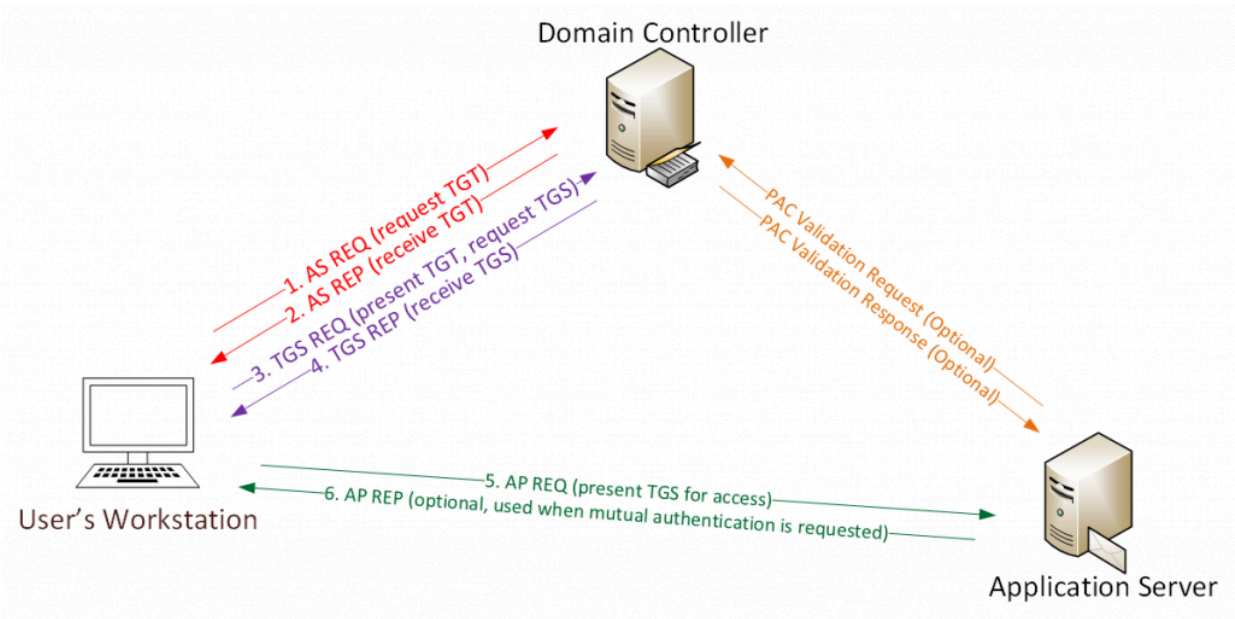 Domain Controller
1. AS REQ (request TGT)
2. AS REP (receive TGT)
3. TGS REQ (present TGT, request TGS)
4. TGS REP (receive TGS)
PAC Validation Request (Optional)
PAC Validation Response (Optional)
5. AP REQ (present TGS for access)
6. AP REP (optional, used when mutual authentication is requested)
User's Workstation
Application Server